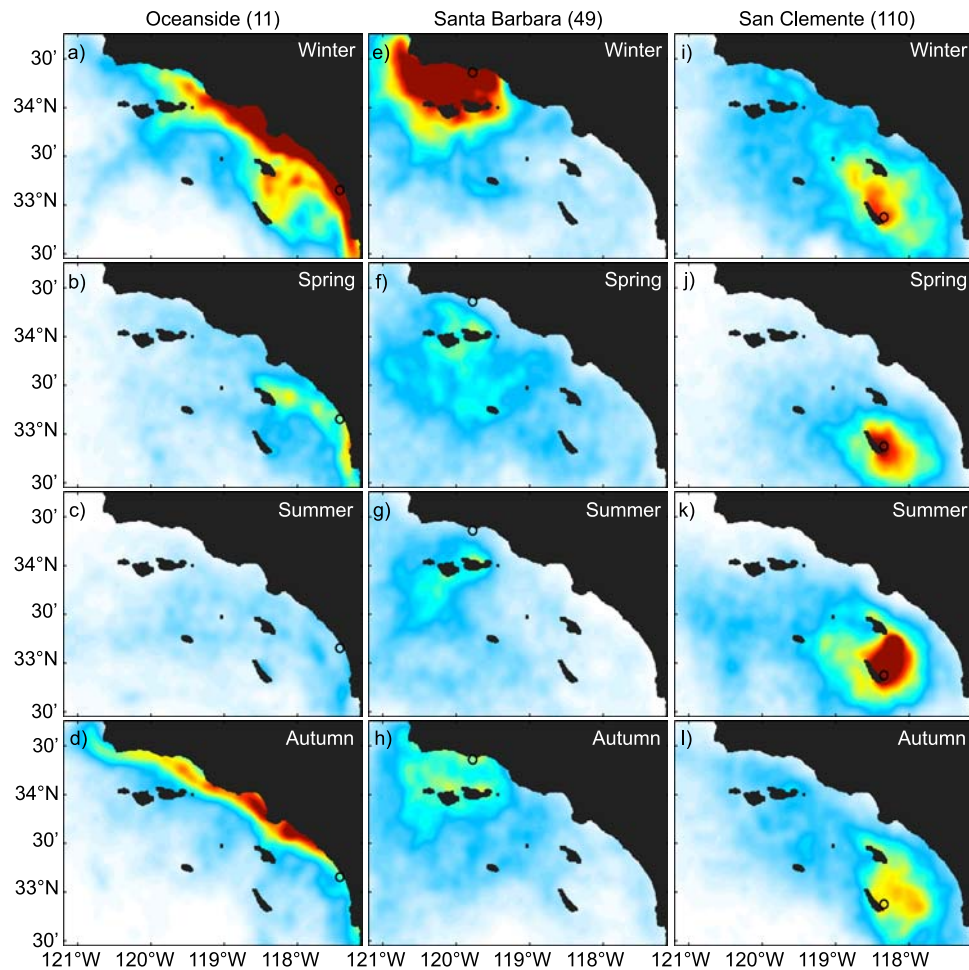 Oceanside (11) Santa Barbara (49) San Clemente (110)
a) Winter e) Winter i) Winter
30'
34°N
30'
33°N
30'
b) Spring f) Spring j) Spring
30'
34°N
30'
33°N
30'
c) Summer g) Summer k) Summer
30'
34°N
30'
33°N
30'
d) Autumn h) Autumn l) Autumn
30'
34°N
30'
33°N
30'
121°W 120°W 119°W 118°W 121°W 120°W 119°W 118°W 121°W 120°W 119°W 118°W